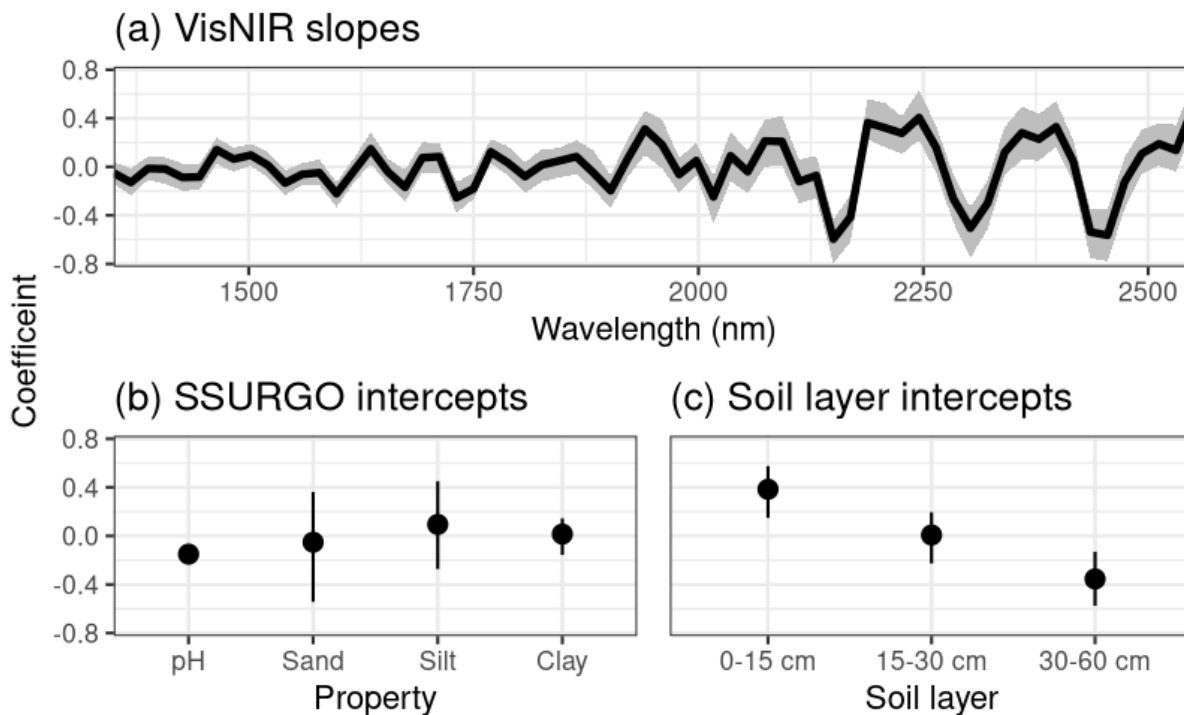 (a) VisNIR slopes
0.8
0.4
0.0
-0.4
-0.8
1500 1750 2000 2250 2500
Wavelength (nm)
Coefficeint
(b) SSURGO intercepts
0.8
0.4
0.0
-0.4
-0.8
pH Sand Silt Clay
Property
(c) Soil layer intercepts
0-15 cm 15-30 cm 30-60 cm
Soil layer